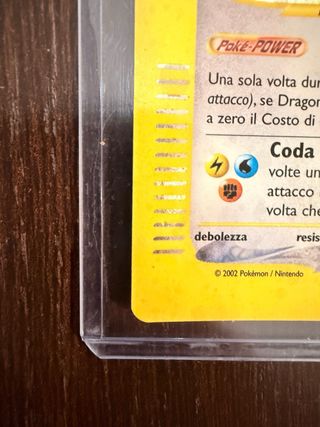 Poké-POWER
Una sola volta dur
attacco), se Dragon
a zero il Costo di
Coda
volte un
attacco
volta che
debolezza resis
© 2002 Pokémon / Nintendo